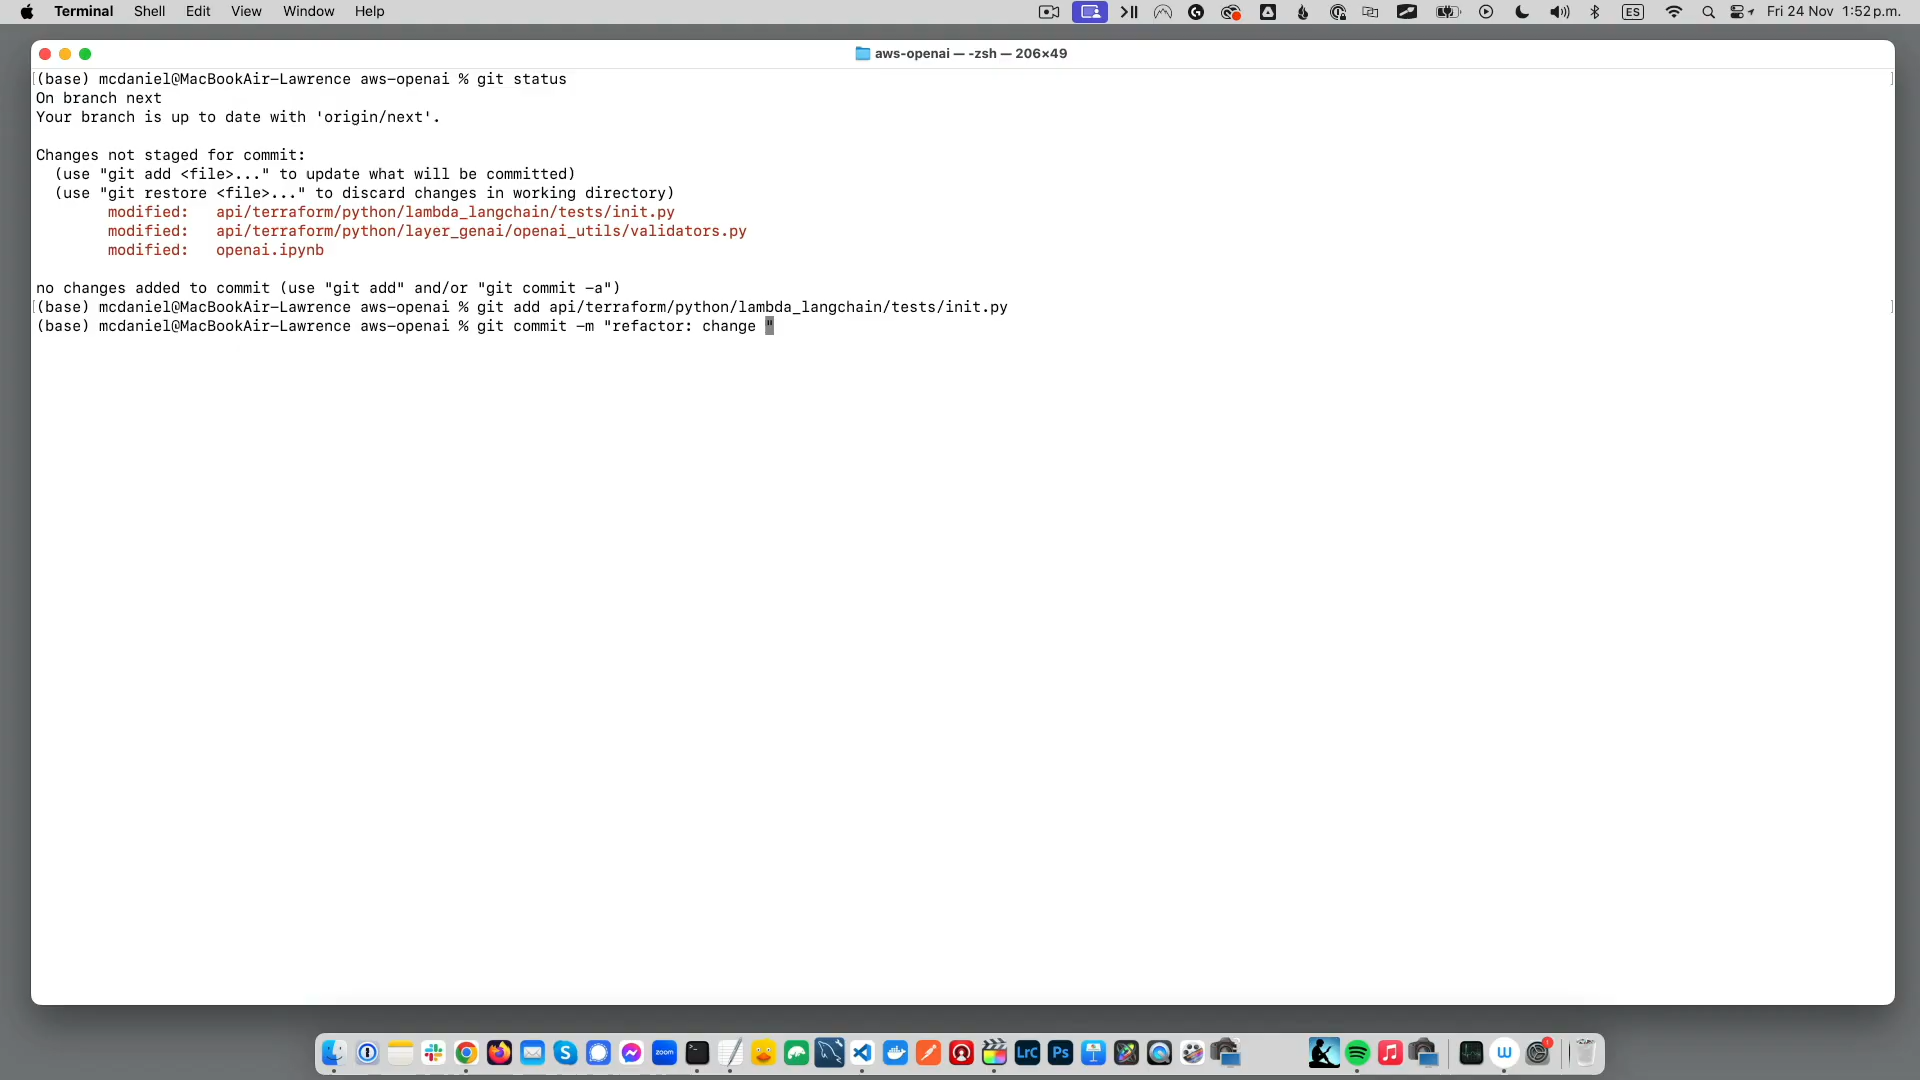 Terminal Shell Edit View Window Help ES Fri 24 Nov 1:52 p.m.
aws-openai — -zsh — 206×49
(base) mcdaniel@MacBookAir-Lawrence aws-openai % git status
On branch next
Your branch is up to date with 'origin/next'.
Changes not staged for commit:
(use "git add <file>..." to update what will be committed)
(use "git restore <file>..." to discard changes in working directory)
modified: api/terraform/python/lambda_langchain/tests/init.py
modified: api/terraform/python/layer_genai/openai_utils/validators.py
modified: openai.ipynb
no changes added to commit (use "git add" and/or "git commit -a")
(base) mcdaniel@MacBookAir-Lawrence aws-openai % git add api/terraform/python/lambda_langchain/tests/init.py
(base) mcdaniel@MacBookAir-Lawrence aws-openai % git commit -m "refactor: change "
zoom LrC Ps W